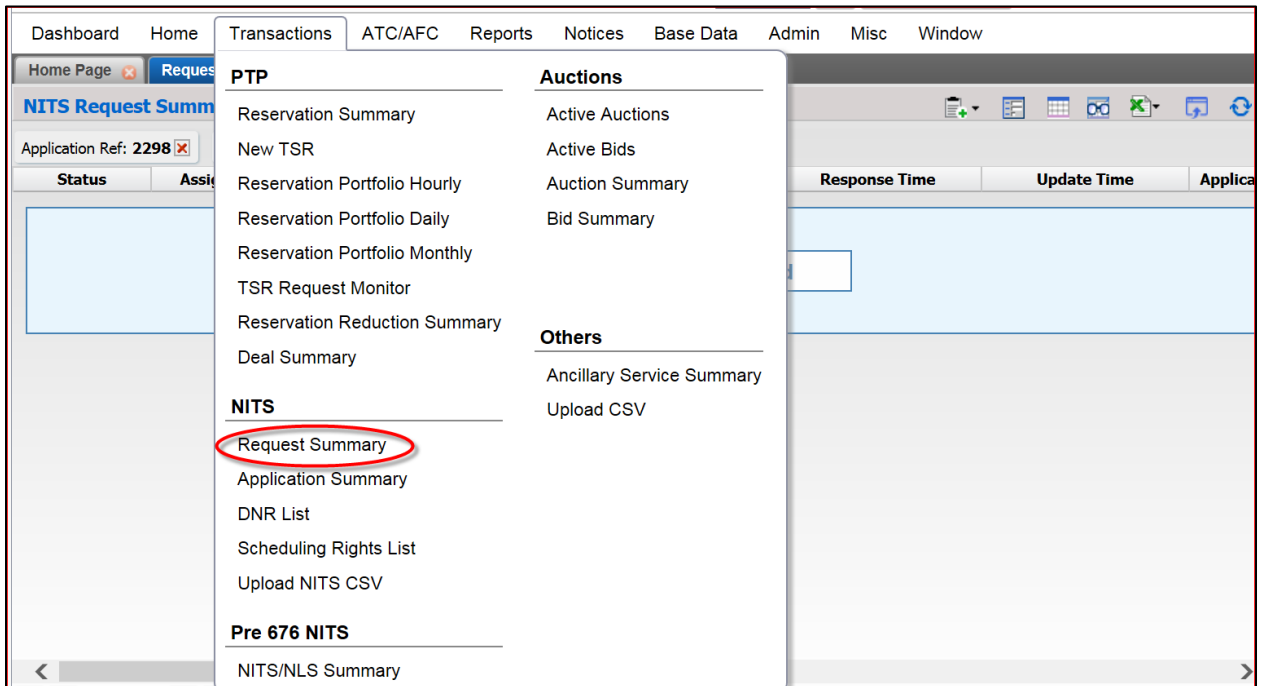 Dashboard Home Transactions ATC/AFC Reports Notices Base Data Admin Misc Window
Home Page Reques
NITS Request Summ
Application Ref: 2298
Status Assig Response Time Update Time Applica
PTP
Reservation Summary
New TSR
Reservation Portfolio Hourly
Reservation Portfolio Daily
Reservation Portfolio Monthly
TSR Request Monitor
Reservation Reduction Summary
Deal Summary
NITS
Request Summary
Application Summary
DNR List
Scheduling Rights List
Upload NITS CSV
Pre 676 NITS
NITS/NLS Summary
Auctions
Active Auctions
Active Bids
Auction Summary
Bid Summary
Others
Ancillary Service Summary
Upload CSV